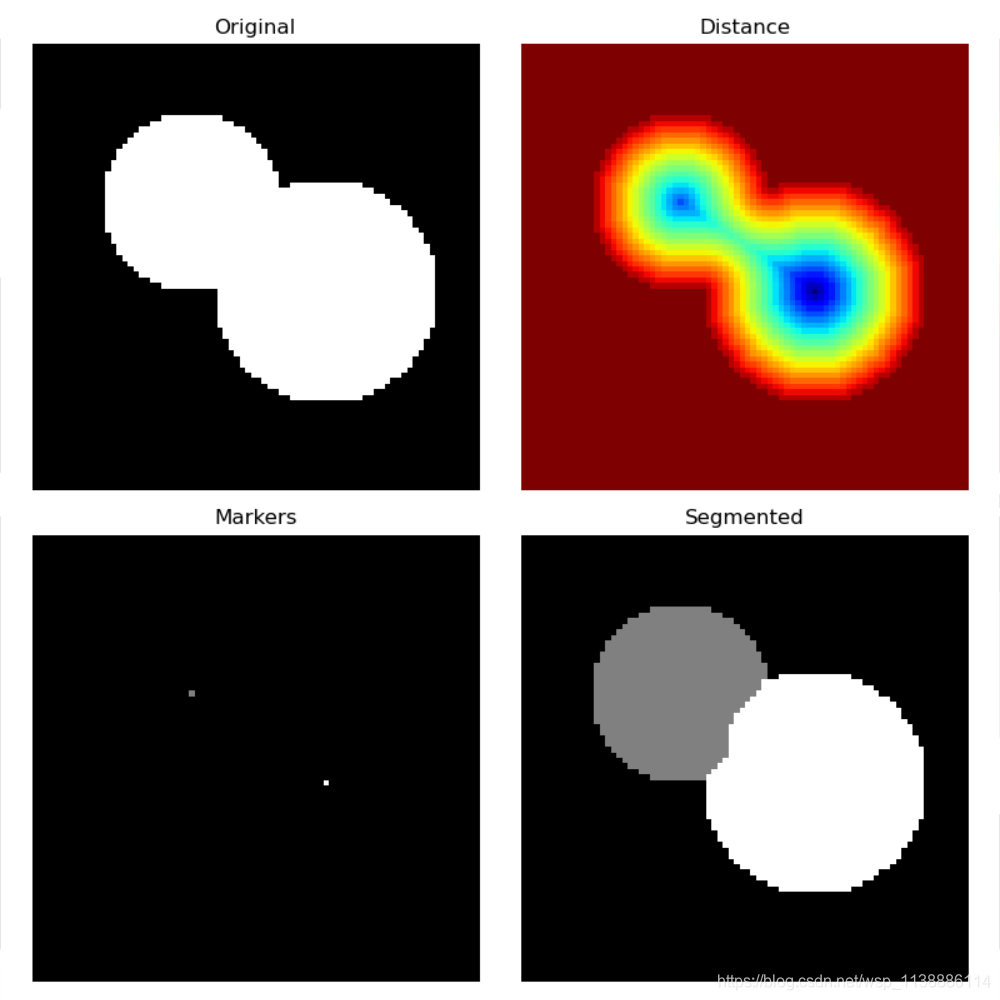 Original
Distance
Markers
Segmented
https://blog.csdn.net/wsp_1138886114